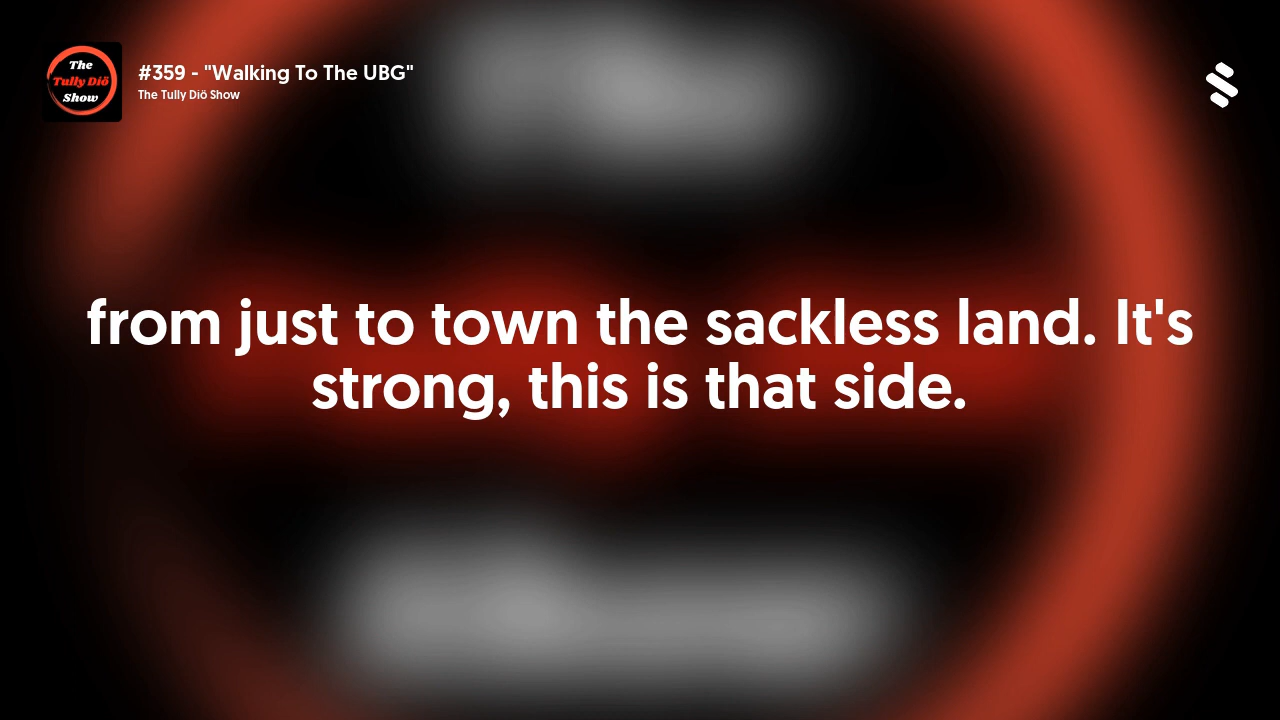 The
Tully Diö
Show
#359 - "Walking To The UBG"
The Tully Diö Show
from just to town the sackless land. It's
strong, this is that side.